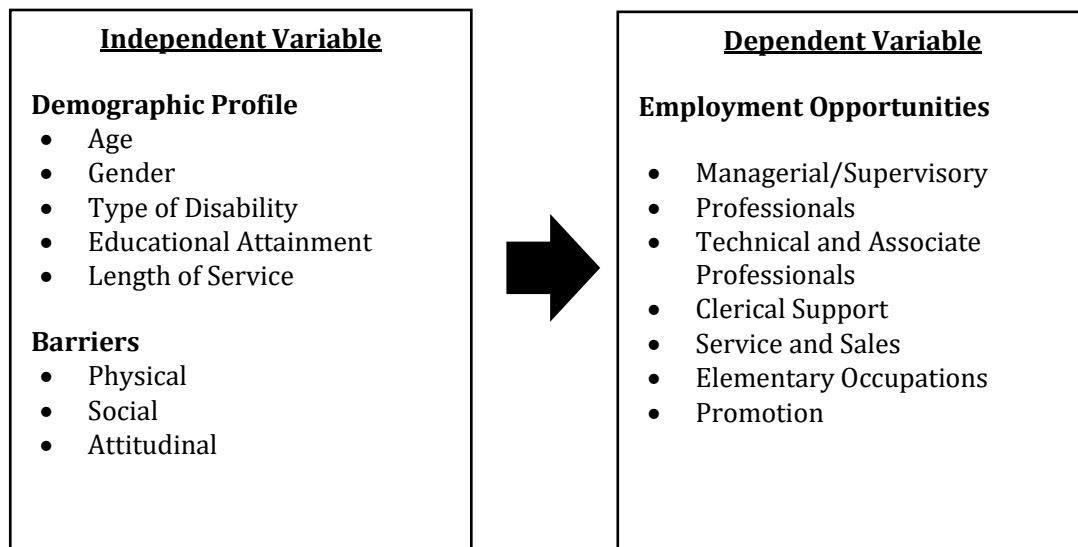 Independent Variable
Demographic Profile
• Age
• Gender
• Type of Disability
• Educational Attainment
• Length of Service
Barriers
• Physical
• Social
• Attitudinal
Dependent Variable
Employment Opportunities
• Managerial/Supervisory
• Professionals
• Technical and Associate
Professionals
• Clerical Support
• Service and Sales
• Elementary Occupations
• Promotion